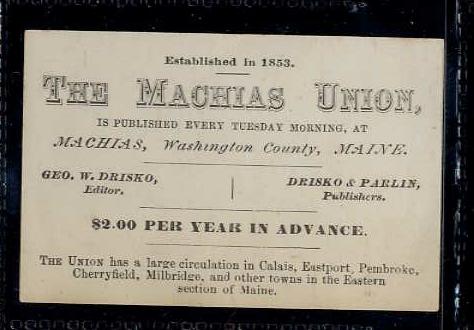 Established in 1853.
THE MACHIAS UNION,
IS PUBLISHED EVERY TUESDAY MORNING, AT
MACHIAS, Washington County, MAINE.
GEO. W. DRISKO,
Editor.
DRISKO & PARLIN,
Publishers.
$2.00 PER YEAR IN ADVANCE.
THE UNION has a large circulation in Calais, Eastport, Pembroke,
Cherryfield, Milbridge, and other towns in the Eastern
section of Maine.